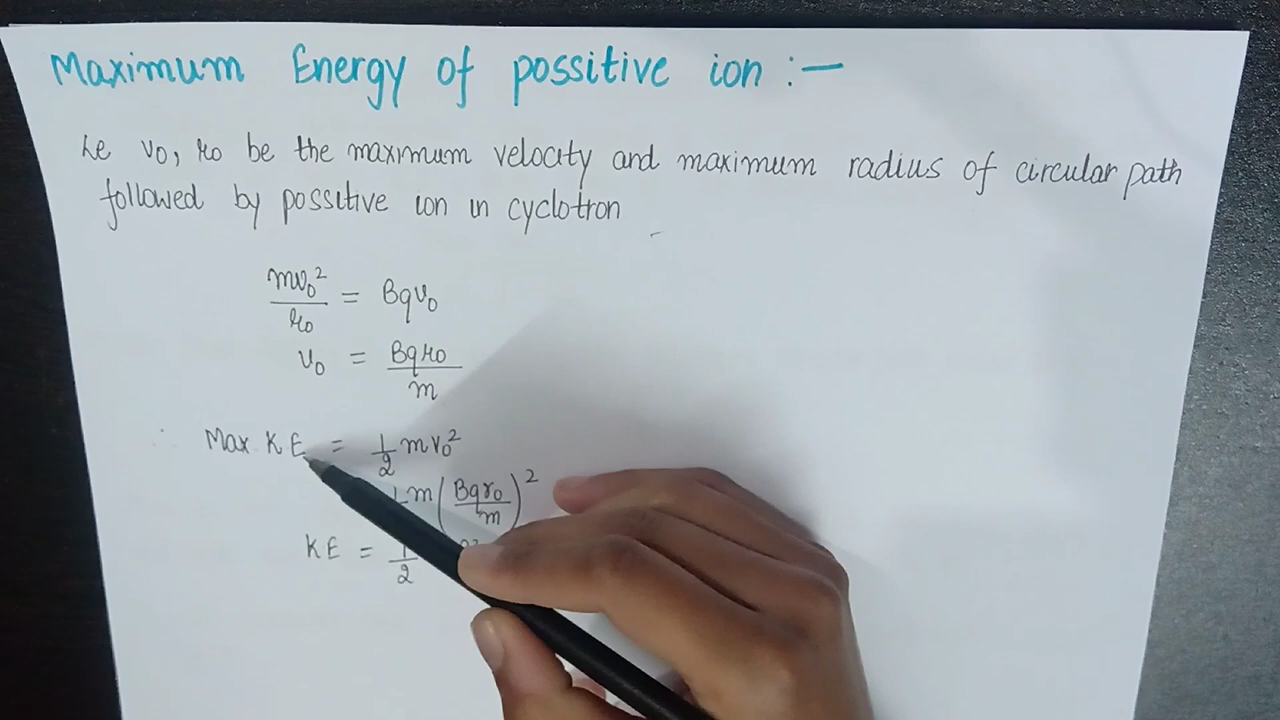 Maximum Energy of possitive ion :-
Le v₀, r₀ be the maximum velocity and maximum radius of circular path
followed by possitive ion in cyclotron
mv₀²/r₀ = Bqv₀
v₀ = Bqr₀/m
∴ Max KE = 1/2 mv₀²
m(Bqr₀/m)²
KE = 1/2